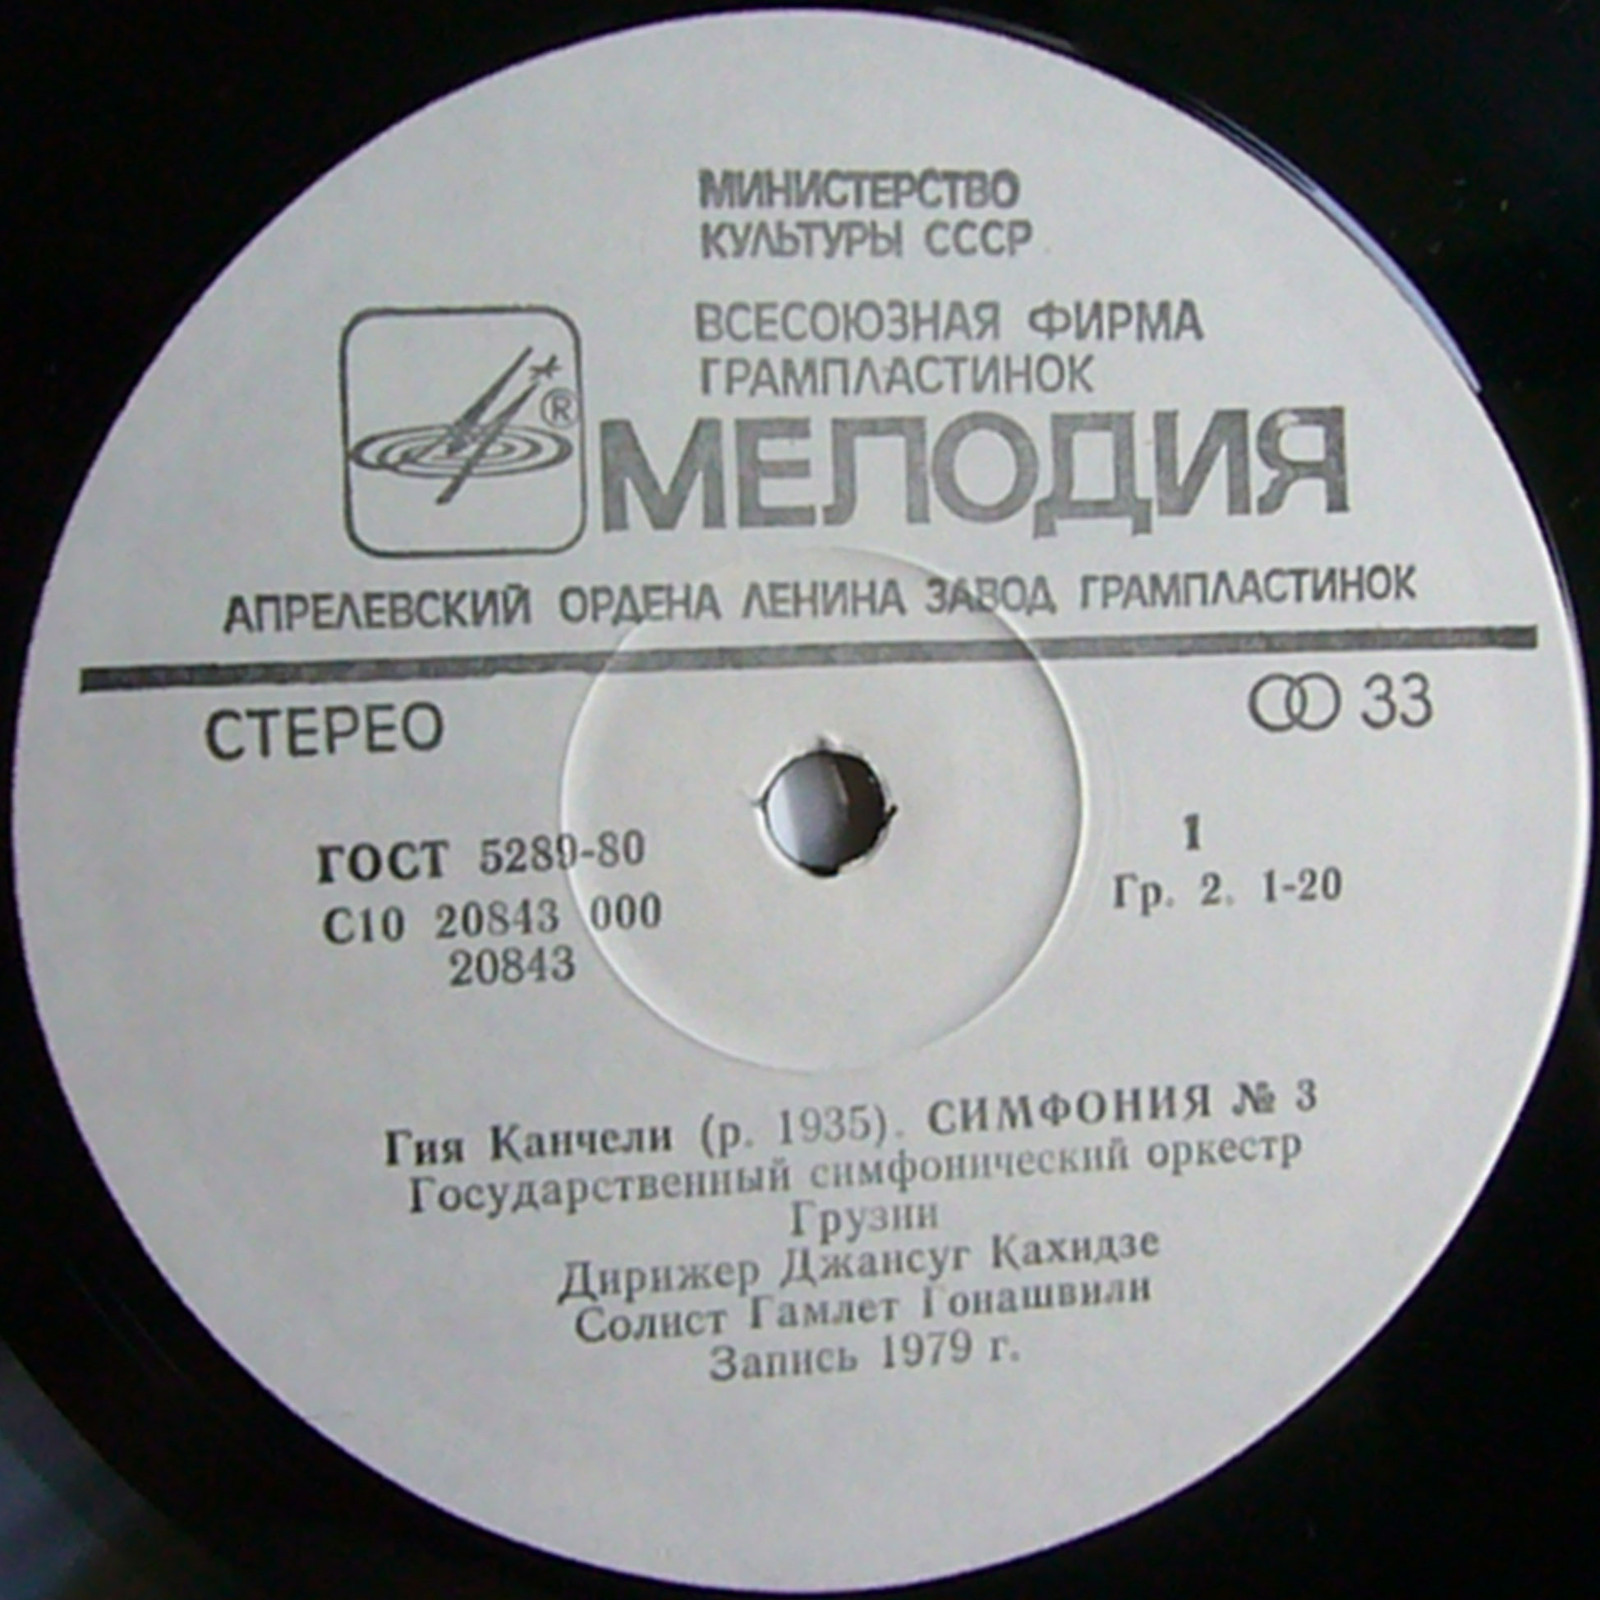 МИНИСТЕРСТВО
КУЛЬТУРЫ СССР
ВСЕСОЮЗНАЯ ФИРМА
ГРАМПЛАСТИНОК
®
МЕЛОДИЯ
АПРЕЛЕВСКИЙ ОРДЕНА ЛЕНИНА ЗАВОД ГРАМПЛАСТИНОК
СТЕРЕО
33
ГОСТ 5289-80
1
С10 20843 000
Гр. 2. 1-20
20843
Гия Канчели (р. 1935). СИМФОНИЯ № 3
Государственный симфонический оркестр
Грузии
Дирижер Джансуг Кахидзе
Солист Гамлет Гонашвили
Запись 1979 г.